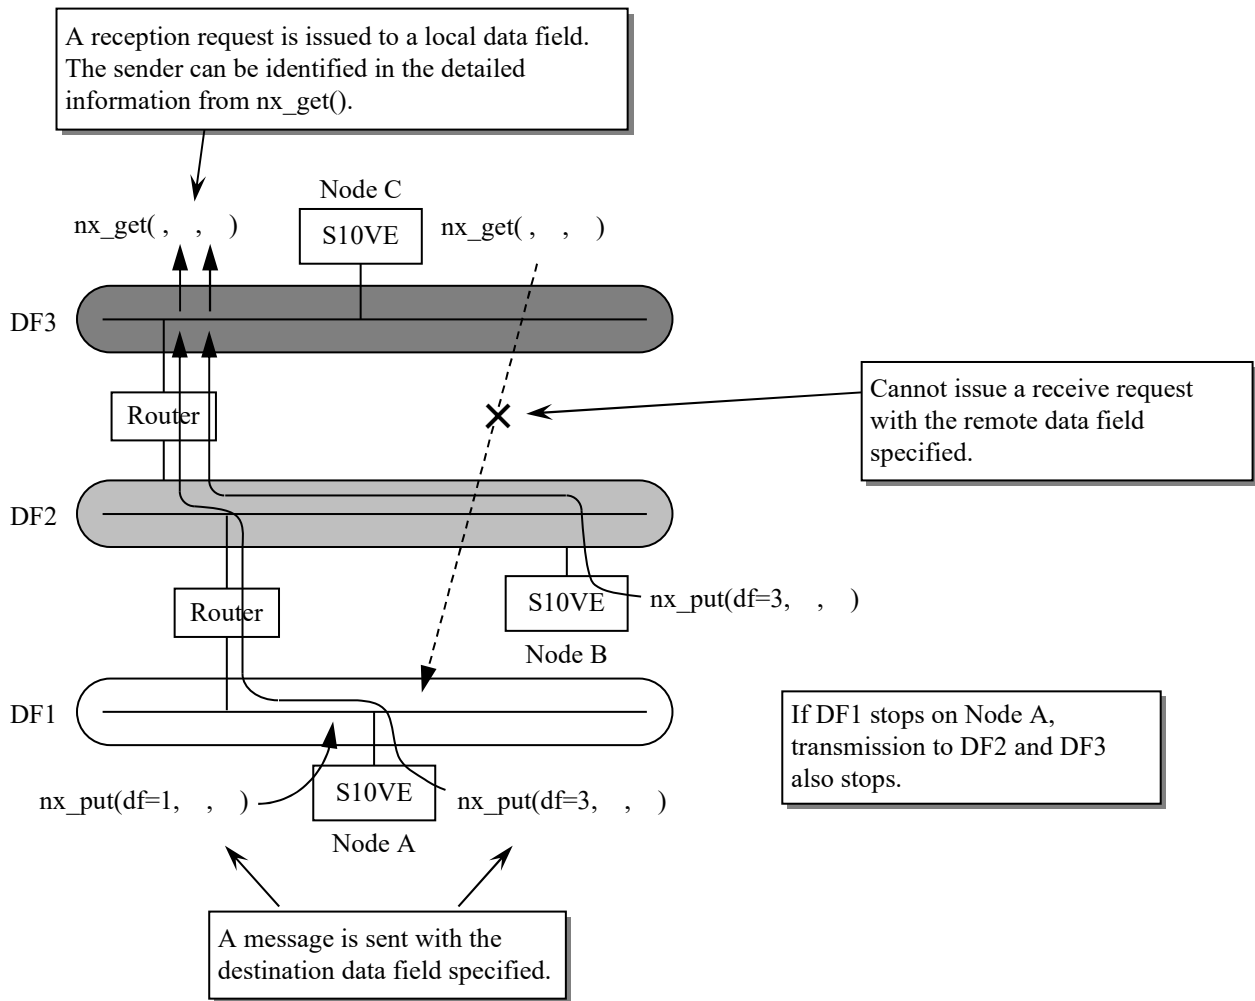 A reception request is issued to a local data field.
The sender can be identified in the detailed
information from nx_get().
Node C
nx_get( ,    ,    )
S10VE
nx_get( ,    ,    )
DF3
Router
Cannot issue a receive request
with the remote data field
specified.
DF2
Router
S10VE
nx_put(df=3,    ,    )
Node B
DF1
If DF1 stops on Node A,
transmission to DF2 and DF3
also stops.
nx_put(df=1,    ,    )
S10VE
nx_put(df=3,    ,    )
Node A
A message is sent with the
destination data field specified.